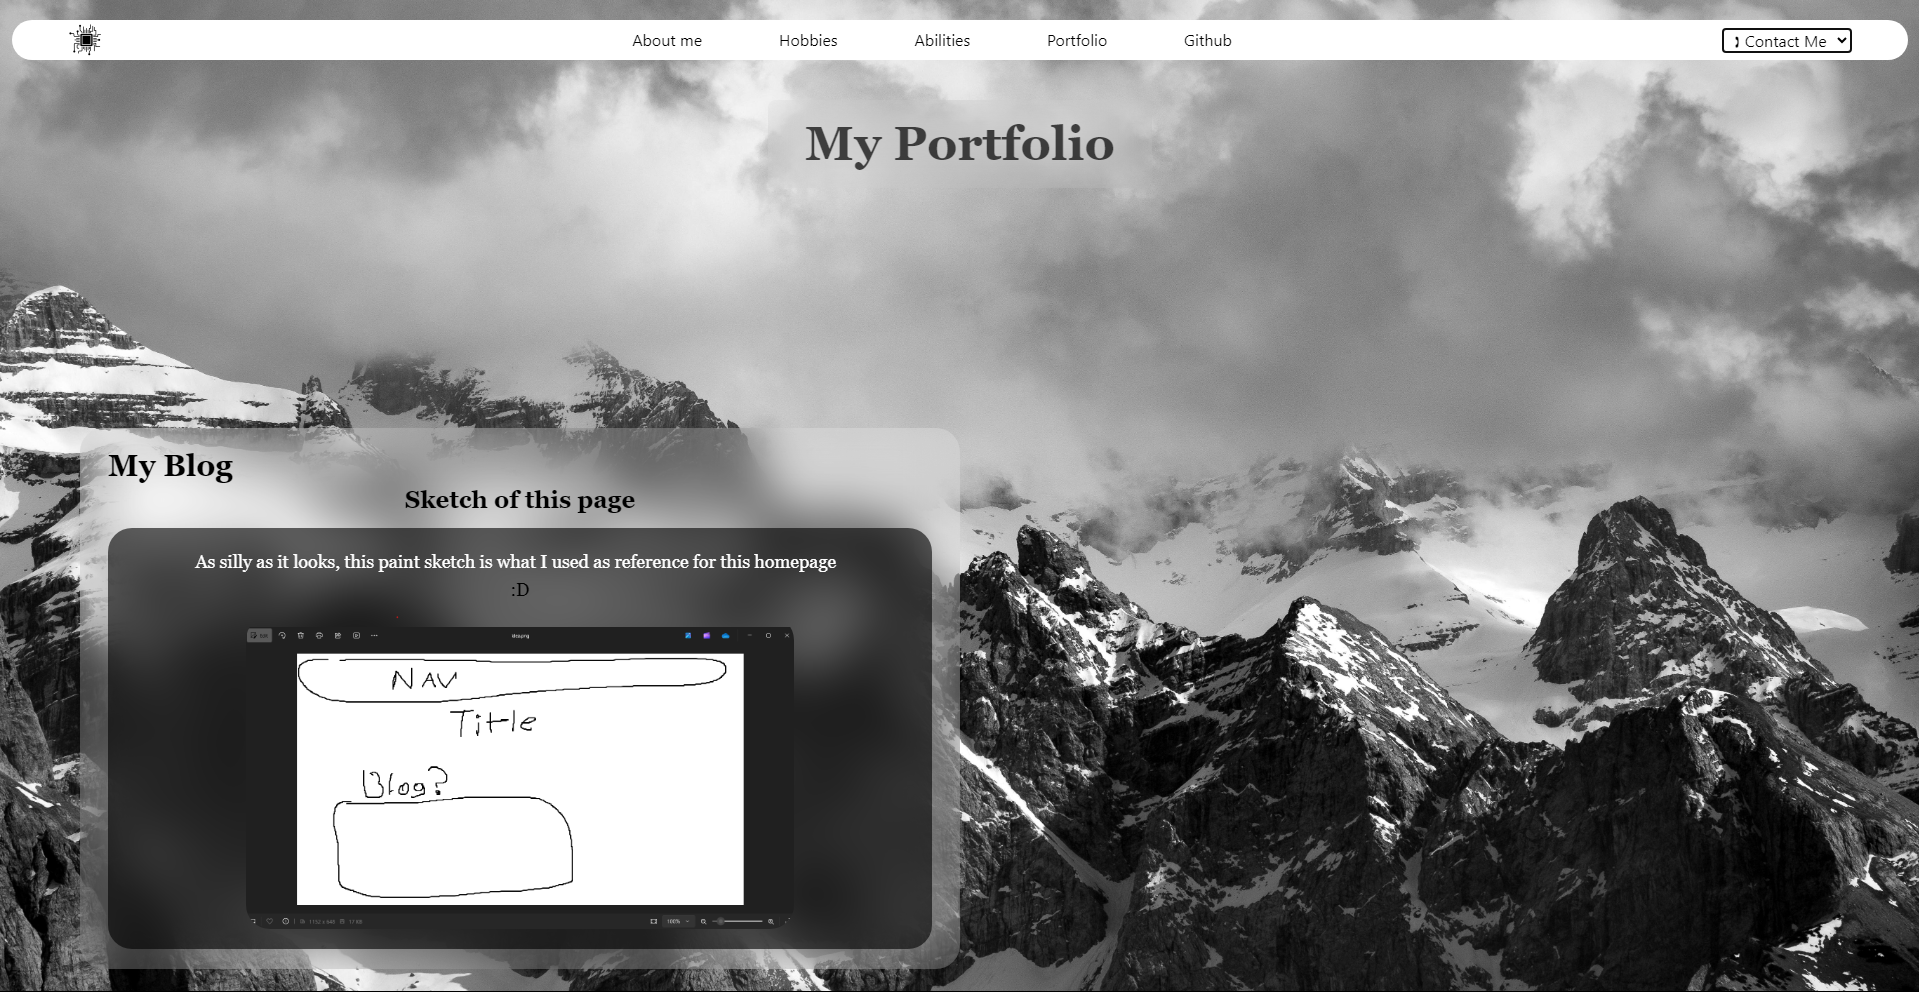 About me
Hobbies
Abilities
Portfolio
Github
Contact Me
My Portfolio
My Blog
Sketch of this page
As silly as it looks, this paint sketch is what I used as reference for this homepage
:D
NAV
Title
Blog?
100%